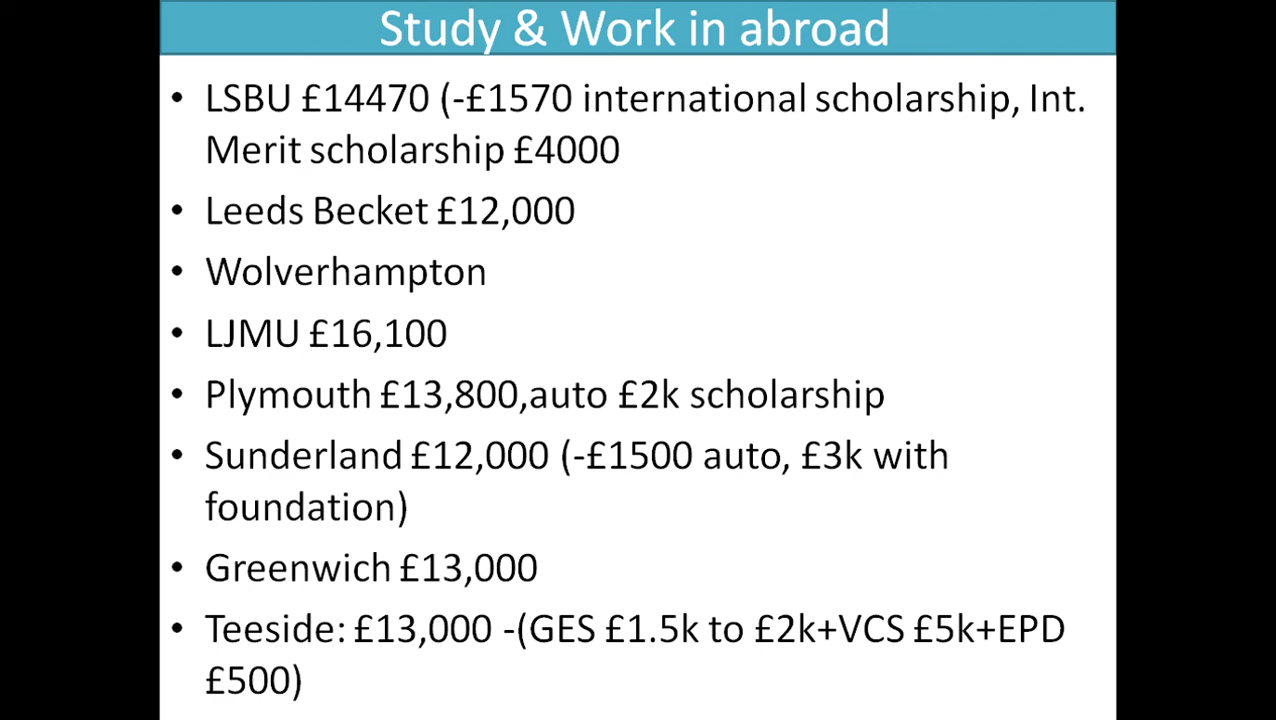 Study & Work in abroad
• LSBU £14470 (-£1570 international scholarship, Int.
Merit scholarship £4000
• Leeds Becket £12,000
• Wolverhampton
• LJMU £16,100
• Plymouth £13,800,auto £2k scholarship
• Sunderland £12,000 (-£1500 auto, £3k with
foundation)
• Greenwich £13,000
• Teeside: £13,000 -(GES £1.5k to £2k+VCS £5k+EPD
£500)